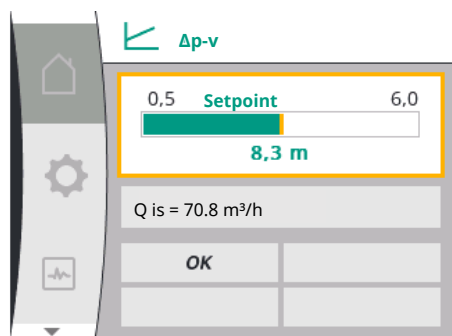 Δp-v
0,5 Setpoint 6,0
8,3 m
Q is = 70.8 m³/h
OK